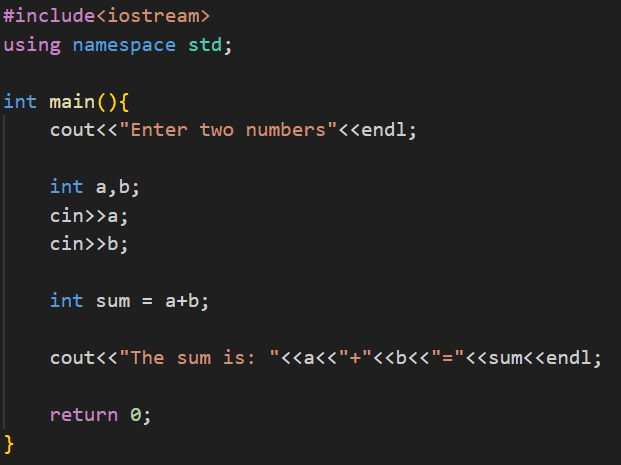 #include<iostream>
using namespace std;
int main(){
cout<<"Enter two numbers"<<endl;
int a,b;
cin>>a;
cin>>b;
int sum = a+b;
cout<<"The sum is: "<<a<<"+"<<b<<"="<<sum<<endl;
return 0;
}